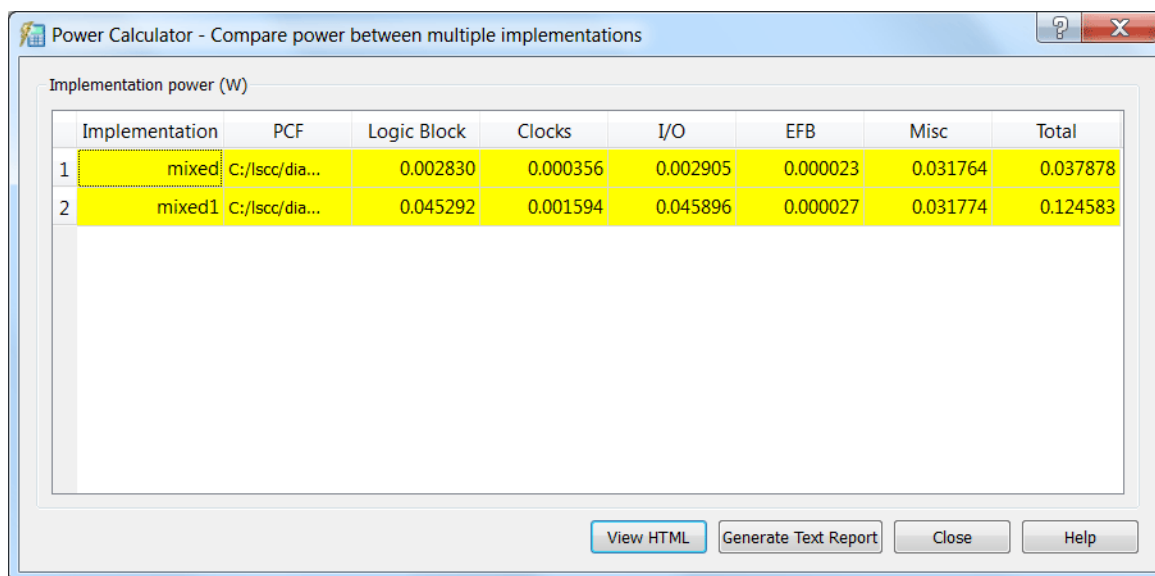 Power Calculator - Compare power between multiple implementations
Implementation power (W)
Implementation PCF Logic Block Clocks I/O EFB Misc Total
1 mixed C:/lscc/dia... 0.002830 0.000356 0.002905 0.000023 0.031764 0.037878
2 mixed1 C:/lscc/dia... 0.045292 0.001594 0.045896 0.000027 0.031774 0.124583
View HTML Generate Text Report Close Help